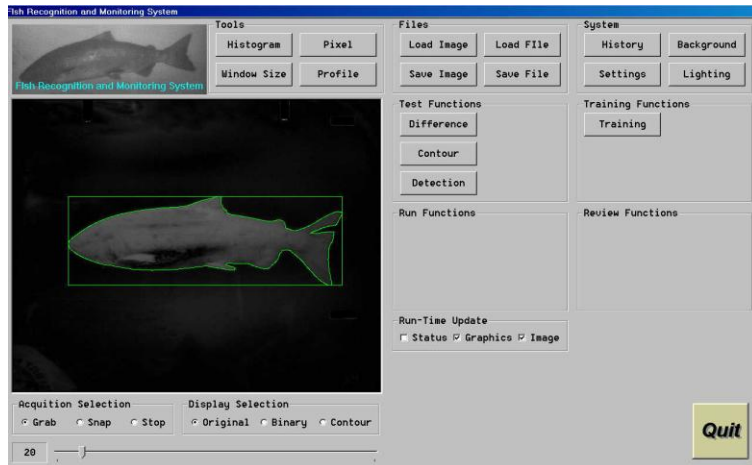 FIsh Recognition and Monitoring System
FIsh Recognition and Monitoring System
Tools
Histogram
Pixel
Window Size
Profile
Files
Load Image
Load FIle
Save Image
Save File
System
History
Background
Settings
Lighting
Test Functions
Difference
Contour
Detection
Training Functions
Training
Run Functions
Review Functions
Run-Time Update
Status Graphics Image
Acqution Selection
Grab Snap Stop
Display Selection
Original Binary Contour
20
Quit